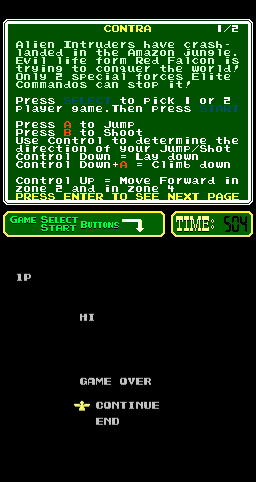 CONTRA 1/2
Alien Intruders have crash-
landed in the Amazon jungle.
Evil life form Red Falcon is
trying to conquer the world!
Only 2 special forces Elite
Commandos can stop it!
Press SELECT to pick 1 or 2
player game.Then Press START
Press A to Jump
Press B to Shoot
Use Control to determine the
direction of your Jump/Shot
Control Down = Lay down
Control Down+A = Climb down
Control Up = Move Forward in
zone 2 and in zone 4
PRESS ENTER TO SEE NEXT PAGE
GAME SELECT
START BUTTONS
TIME: 504
1P
HI
GAME OVER
CONTINUE
END